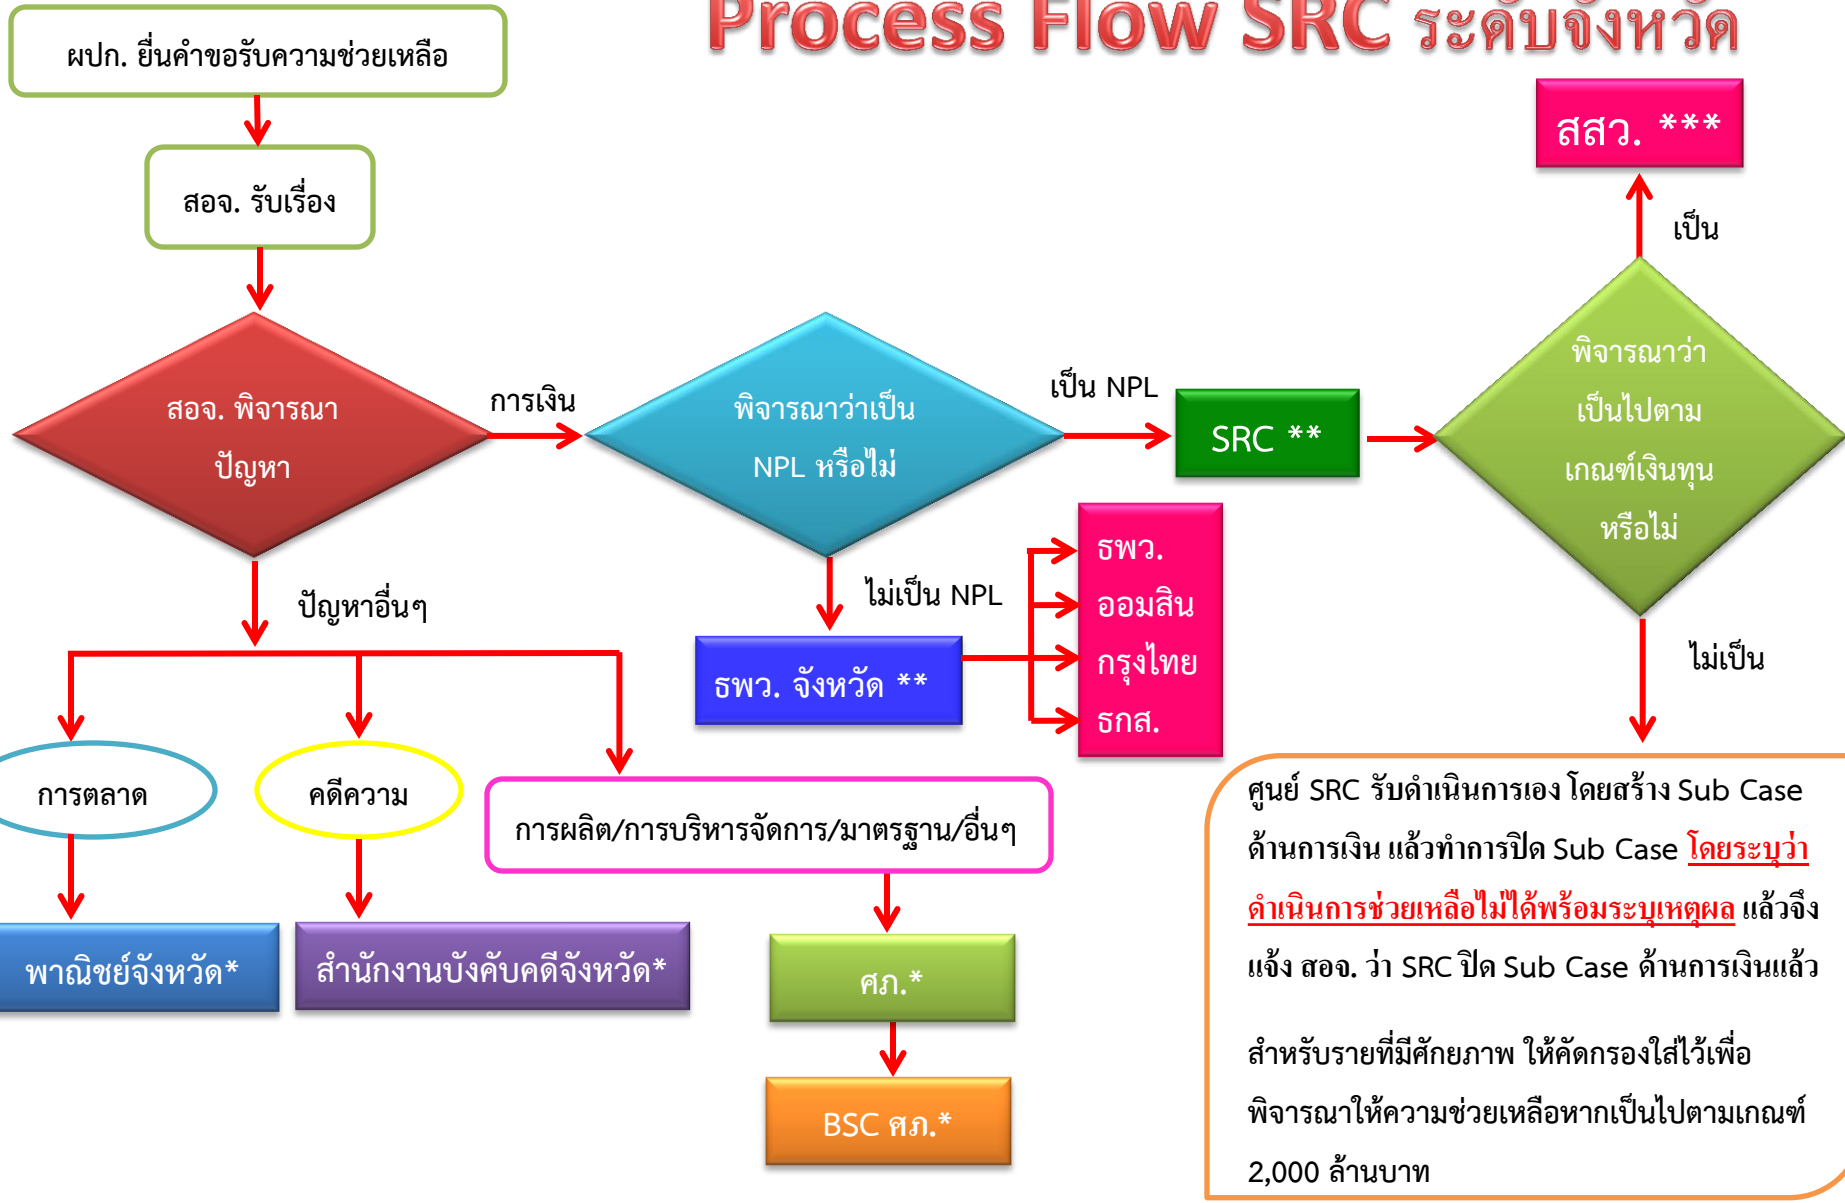 Process Flow SRC ระดับจังหวัด
ผปก. ยื่นคำขอรับความช่วยเหลือ
สอจ. รับเรื่อง
สอจ. พิจารณา
ปัญหา
การเงิน
พิจารณาว่าเป็น
NPL หรือไม่
เป็น NPL
SRC **
พิจารณาว่า
เป็นไปตาม
เกณฑ์เงินทุน
หรือไม่
เป็น
สสว. ***
ไม่เป็น
ไม่เป็น NPL
ธพว. จังหวัด **
ธพว.
ออมสิน
กรุงไทย
ธกส.
ปัญหาอื่นๆ
การตลาด
คดีความ
การผลิต/การบริหารจัดการ/มาตรฐาน/อื่นๆ
พาณิชย์จังหวัด*
สำนักงานบังคับคดีจังหวัด*
ศภ.*
BSC ศภ.*
ศูนย์ SRC รับดำเนินการเอง โดยสร้าง Sub Case
ด้านการเงิน แล้วทำการปิด Sub Case โดยระบุว่า
ดำเนินการช่วยเหลือไม่ได้พร้อมระบุเหตุผล แล้วจึง
แจ้ง สอจ. ว่า SRC ปิด Sub Case ด้านการเงินแล้ว
สำหรับรายที่มีศักยภาพ ให้คัดกรองใส่ไว้เพื่อ
พิจารณาให้ความช่วยเหลือหากเป็นไปตามเกณฑ์
2,000 ล้านบาท